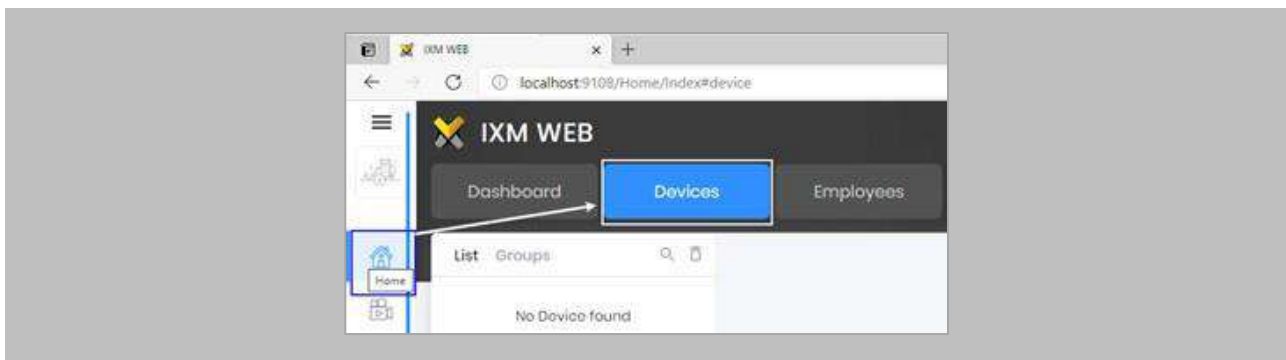 IXM WEB
localhost:9108/Home/Index#device
IXM WEB
Dashboard Devices Employees
List Groups
Home
No Device found